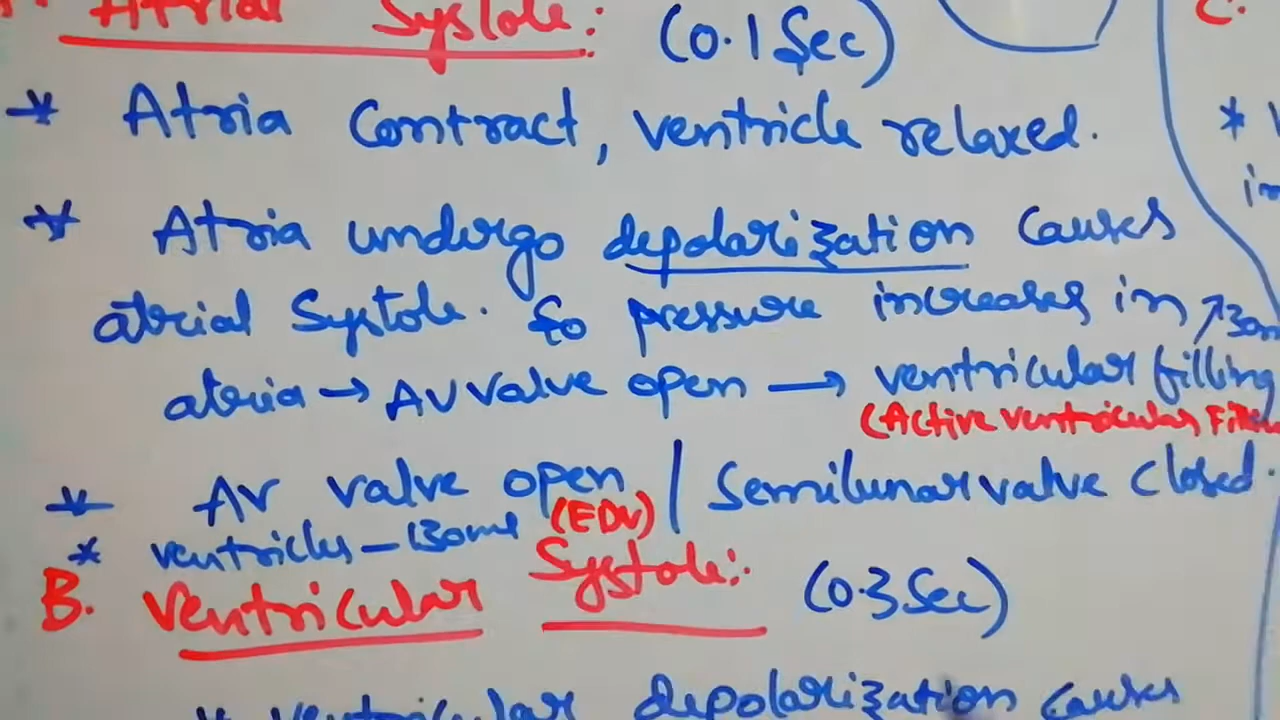 Atrial Systole: (0.1 Sec)
C.
* Atria Contract, ventricle relaxed.
*
* Atria undergo depolarization causes
atrial Systole. So pressure increases in
atria → AV valve open → ventricular filling
(Active ventricular
* AV valve open / Semilunar valve closed.
* ventricles - 130ml (EDV)
B. Ventricular Systole: (0.3 Sec)
* Ventricular depolarization causes